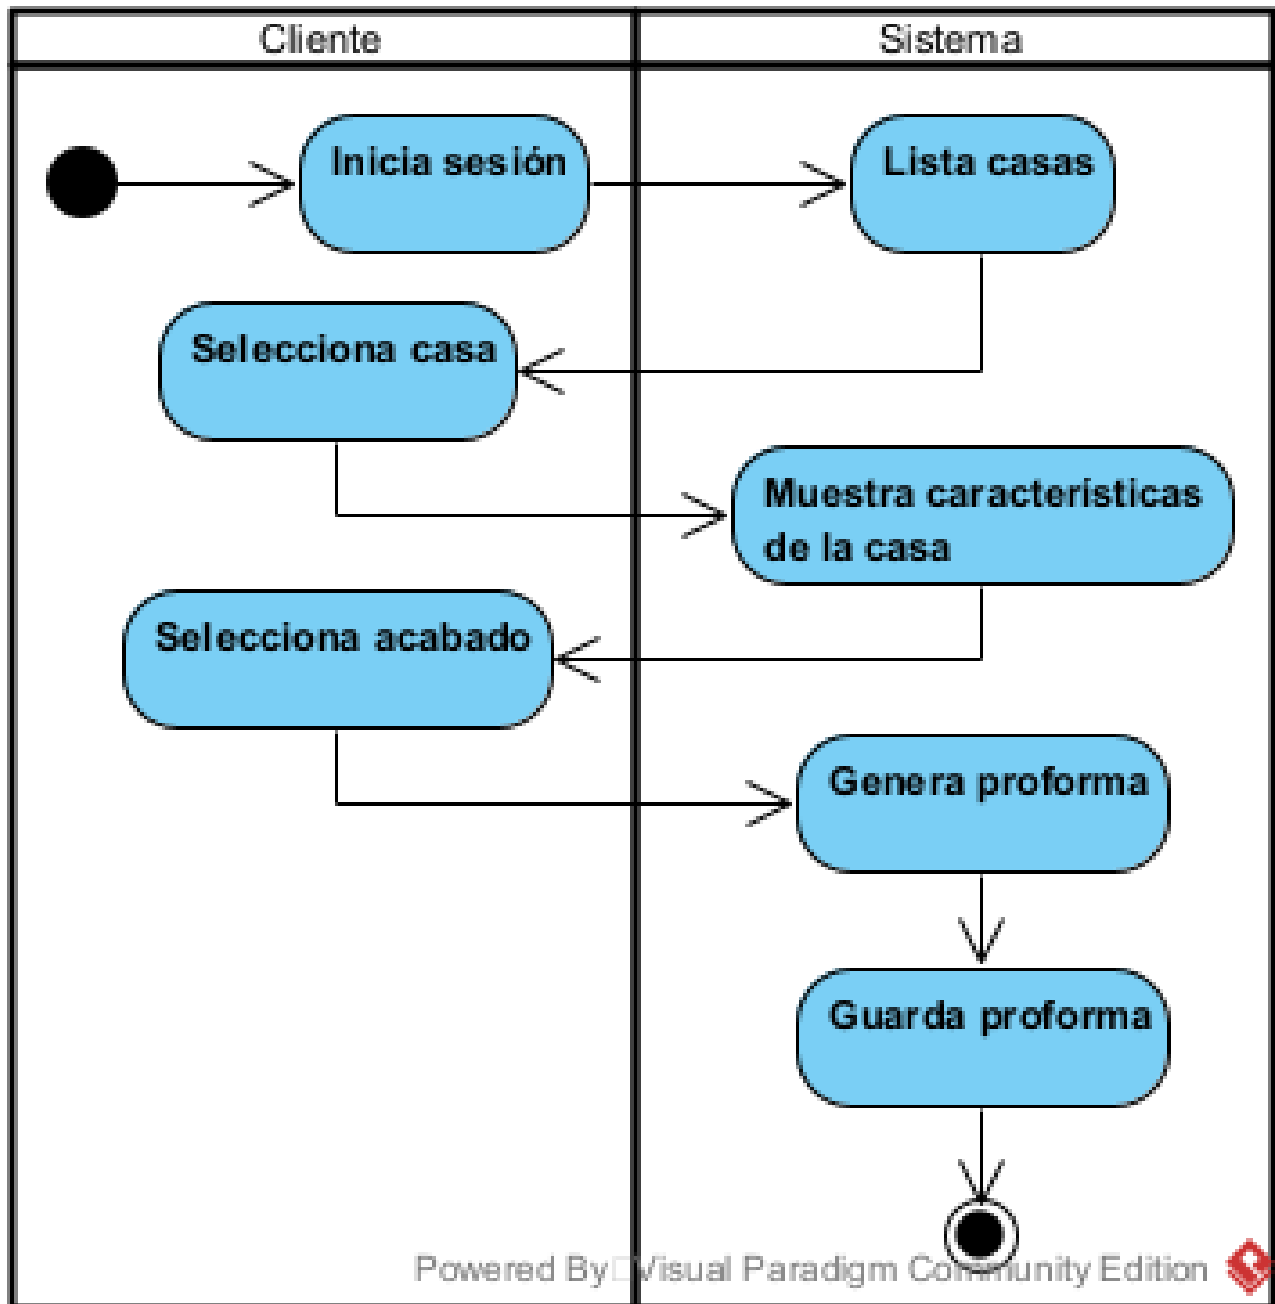 Cliente
Sistema
Inicia sesión
Lista casas
Selecciona casa
Muestra características
de la casa
Selecciona acabado
Genera proforma
Guarda proforma
Powered By Visual Paradigm Community Edition